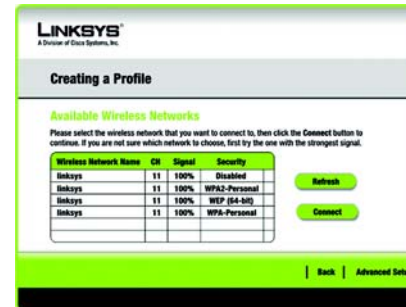 LINKSYS®
A Division of Cisco Systems, Inc.
Creating a Profile
Available Wireless Networks
Please select the wireless network that you want to connect to, then click the Connect button to
continue. If you are not sure which network to choose, first try the one with the strongest signal.
Wireless Network Name CH Signal Security
linksys 11 100% Disabled
linksys 11 100% WPA2-Personal
linksys 11 100% WEP (64-bit)
linksys 11 100% WPA-Personal
Refresh
Connect
Back Advanced Setu